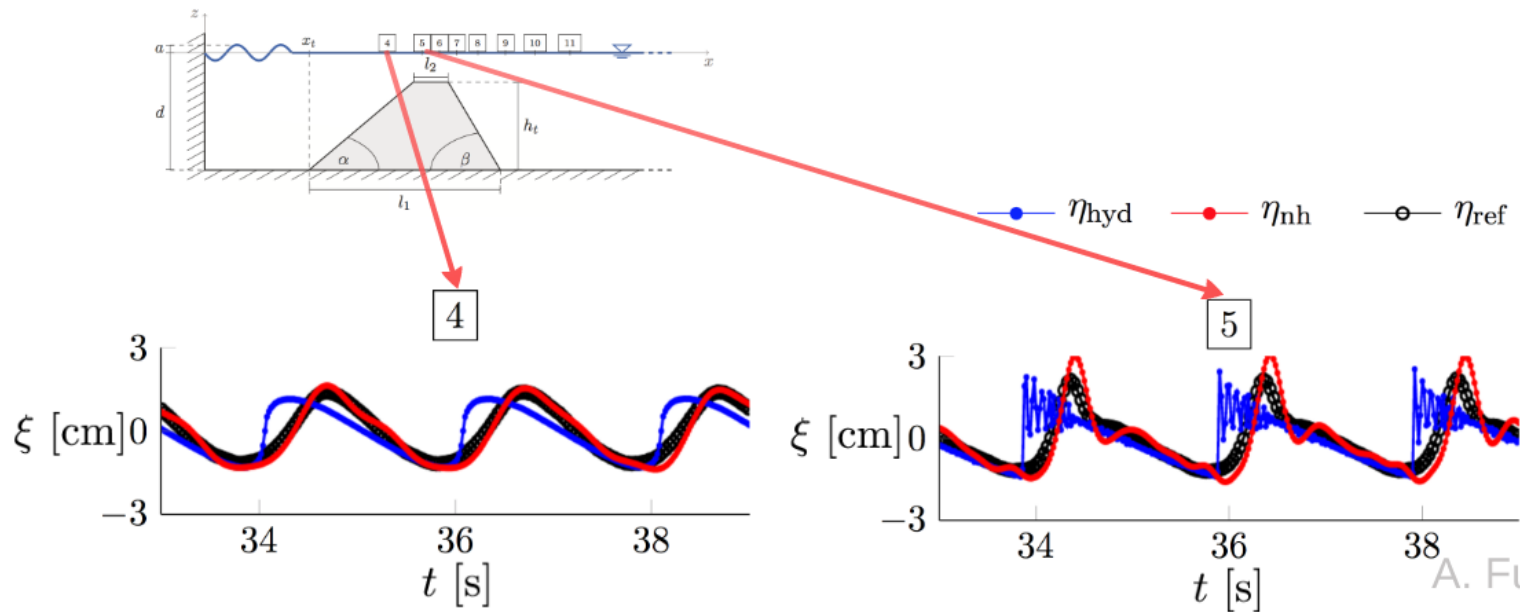 z
a
x_t
4 5 6 7 8 9 10 11
x
l_2
d
h_t
α β
l_1
η_hyd η_nh η_ref
4
5
3
ξ [cm] 0
−3
34 36 38
t [s]
3
ξ [cm] 0
−3
34 36 38
t [s]
A. Fu